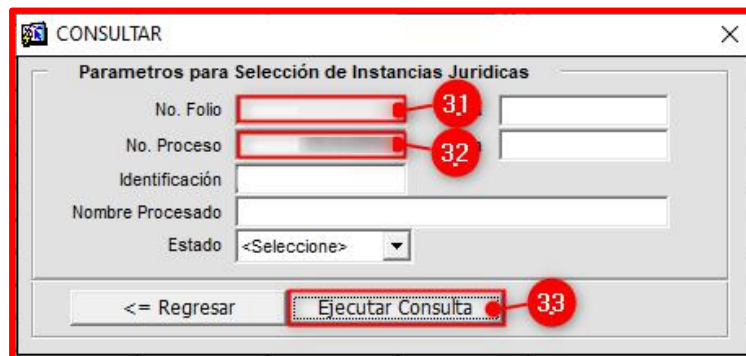 CONSULTAR
Parametros para Selección de Instancias Juridicas
No. Folio 3.1
No. Proceso 3.2
Identificación
Nombre Procesado
Estado <Seleccione>
<= Regresar Ejecutar Consulta 3.3